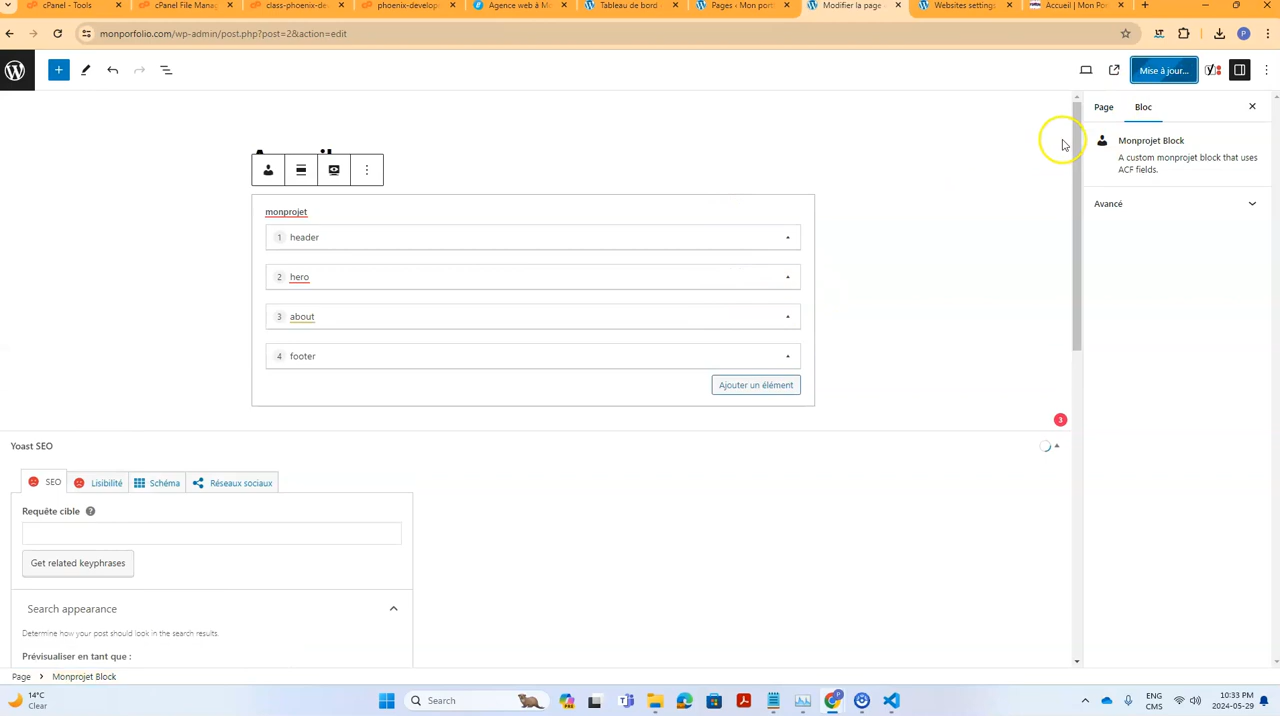 cPanel - Tools
cPanel File Manag
class-phoenix-dev
phoenix-develop
Agence web à M
Tableau de bord
Pages ‹ Mon port
Modifier la page
Websites settings
Accueil | Mon Po
monporfolio.com/wp-admin/post.php?post=2&action=edit
Mise à jour...
Page
Bloc
Monprojet Block
A custom monprojet block that uses
ACF fields.
Avancé
monprojet
1 header
2 hero
3 about
4 footer
Ajouter un élément
3
Yoast SEO
SEO
Lisibilité
Schéma
Réseaux sociaux
Requête cible
Get related keyphrases
Search appearance
Determine how your post should look in the search results.
Prévisualiser en tant que :
Page
Monprojet Block
14°C
Clear
Search
ENG
CMS
10:33 PM
2024-05-29